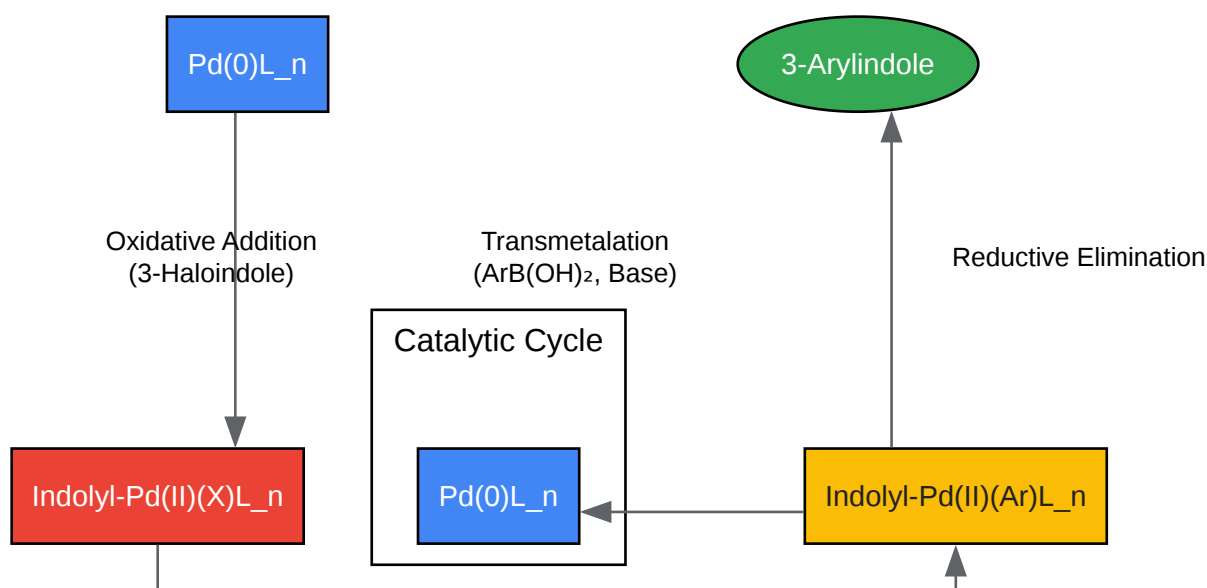 Pd(0)L_n
3-Arylindole
Oxidative Addition
(3-Haloindole)
Transmetalation
(ArB(OH)₂, Base)
Reductive Elimination
Catalytic Cycle
Indolyl-Pd(II)(X)L_n
Pd(0)L_n
Indolyl-Pd(II)(Ar)L_n